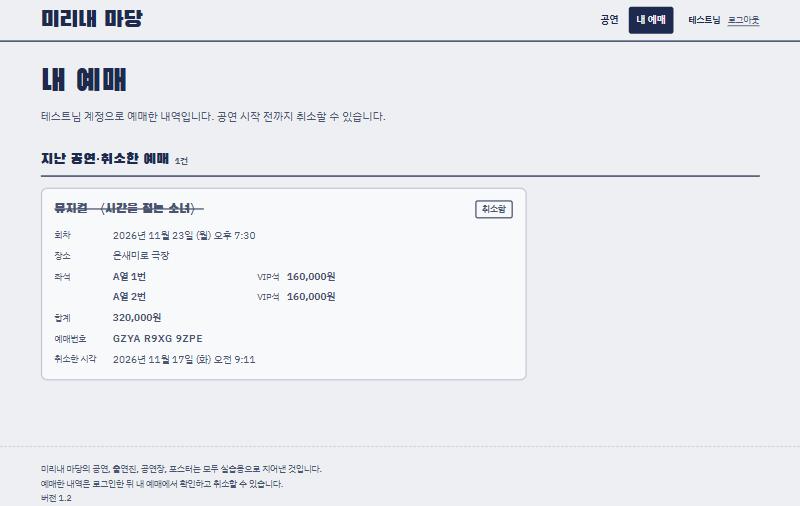 미리내 마당
공연 내 예매 테스트님 로그아웃
내 예매
테스트님 계정으로 예매한 내역입니다. 공연 시작 전까지 취소할 수 있습니다.
지난 공연·취소한 예매 1건
뮤지컬 〈시간을 접는 소녀〉 취소함
회차 2026년 11월 23일 (월) 오후 7:30
장소 온새미로 극장
좌석 A열 1번 VIP석 160,000원
A열 2번 VIP석 160,000원
합계 320,000원
예매번호 GZYA R9XG 9ZPE
취소한 시각 2026년 11월 17일 (화) 오전 9:11
미리내 마당의 공연, 출연진, 공연장, 포스터는 모두 실습용으로 지어낸 것입니다.
예매한 내역은 로그인한 뒤 내 예매에서 확인하고 취소할 수 있습니다.
버전 1.2